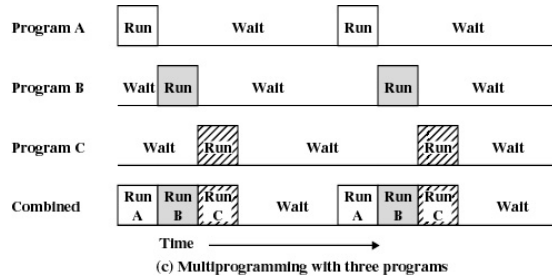 Program A Run Wait Run Wait
Program B Wait Run Wait Run Wait
Program C Wait Run Wait Run Wait
Combined Run A Run B Run C Wait Run A Run B Run C Wait
Time
(c) Multiprogramming with three programs